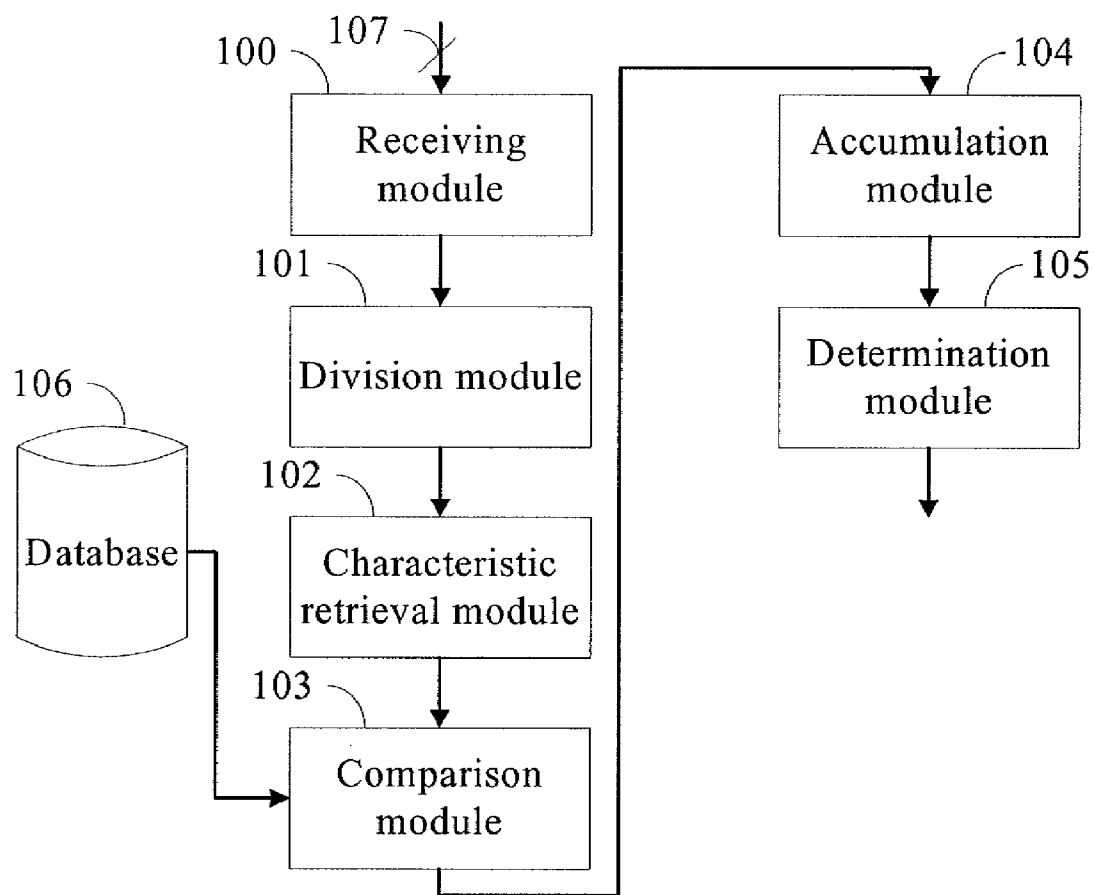 107
100
Receiving
module
101
Division module
102
Characteristic
retrieval module
103
Comparison
module
106
Database
104
Accumulation
module
105
Determination
module